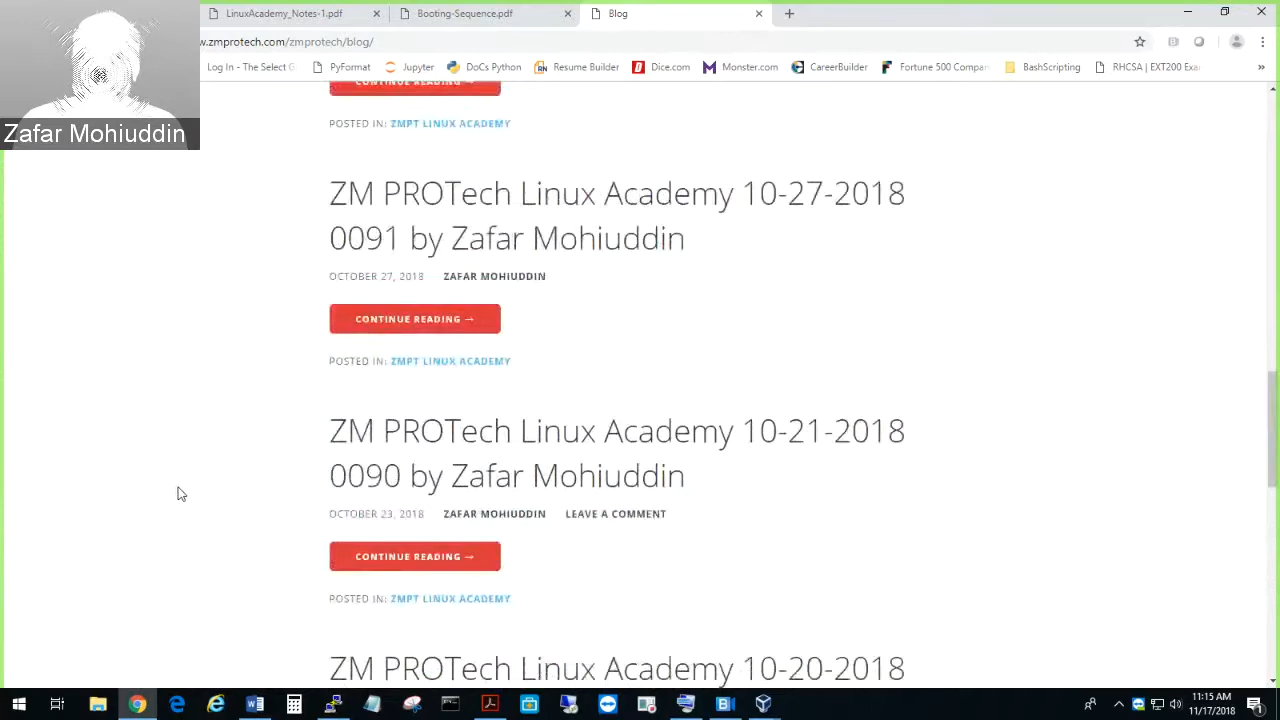 LinuxAcademy_Notes-1.pdf
Booting-Sequence.pdf
Blog
w.zmprotech.com/zmprotech/blog/
Log In - The Select G
PyFormat
Jupyter
DoCs Python
Resume Builder
Dice.com
Monster.com
CareerBuilder
Fortune 500 Compan
BashScripting
RHCSA | EXT200 Exa
Zafar Mohiuddin
CONTINUE READING →
POSTED IN: ZMPT LINUX ACADEMY
ZM PROTech Linux Academy 10-27-2018
0091 by Zafar Mohiuddin
OCTOBER 27, 2018 ZAFAR MOHIUDDIN
CONTINUE READING →
POSTED IN: ZMPT LINUX ACADEMY
ZM PROTech Linux Academy 10-21-2018
0090 by Zafar Mohiuddin
OCTOBER 23, 2018 ZAFAR MOHIUDDIN LEAVE A COMMENT
CONTINUE READING →
POSTED IN: ZMPT LINUX ACADEMY
ZM PROTech Linux Academy 10-20-2018
11:15 AM
11/17/2018